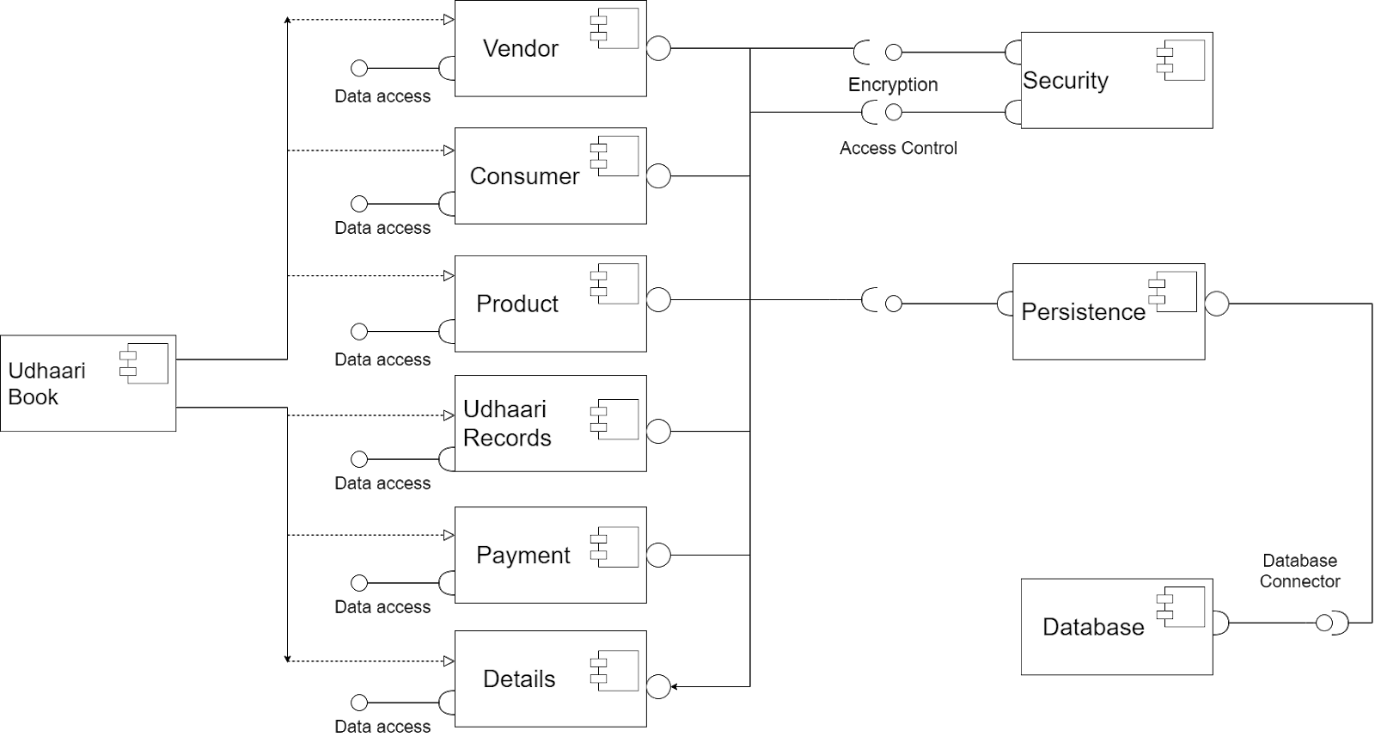 Vendor
Data access
Encryption
Security
Access Control
Consumer
Data access
Product
Data access
Persistence
Udhaari
Book
Udhaari
Records
Data access
Payment
Data access
Database
Connector
Database
Details
Data access